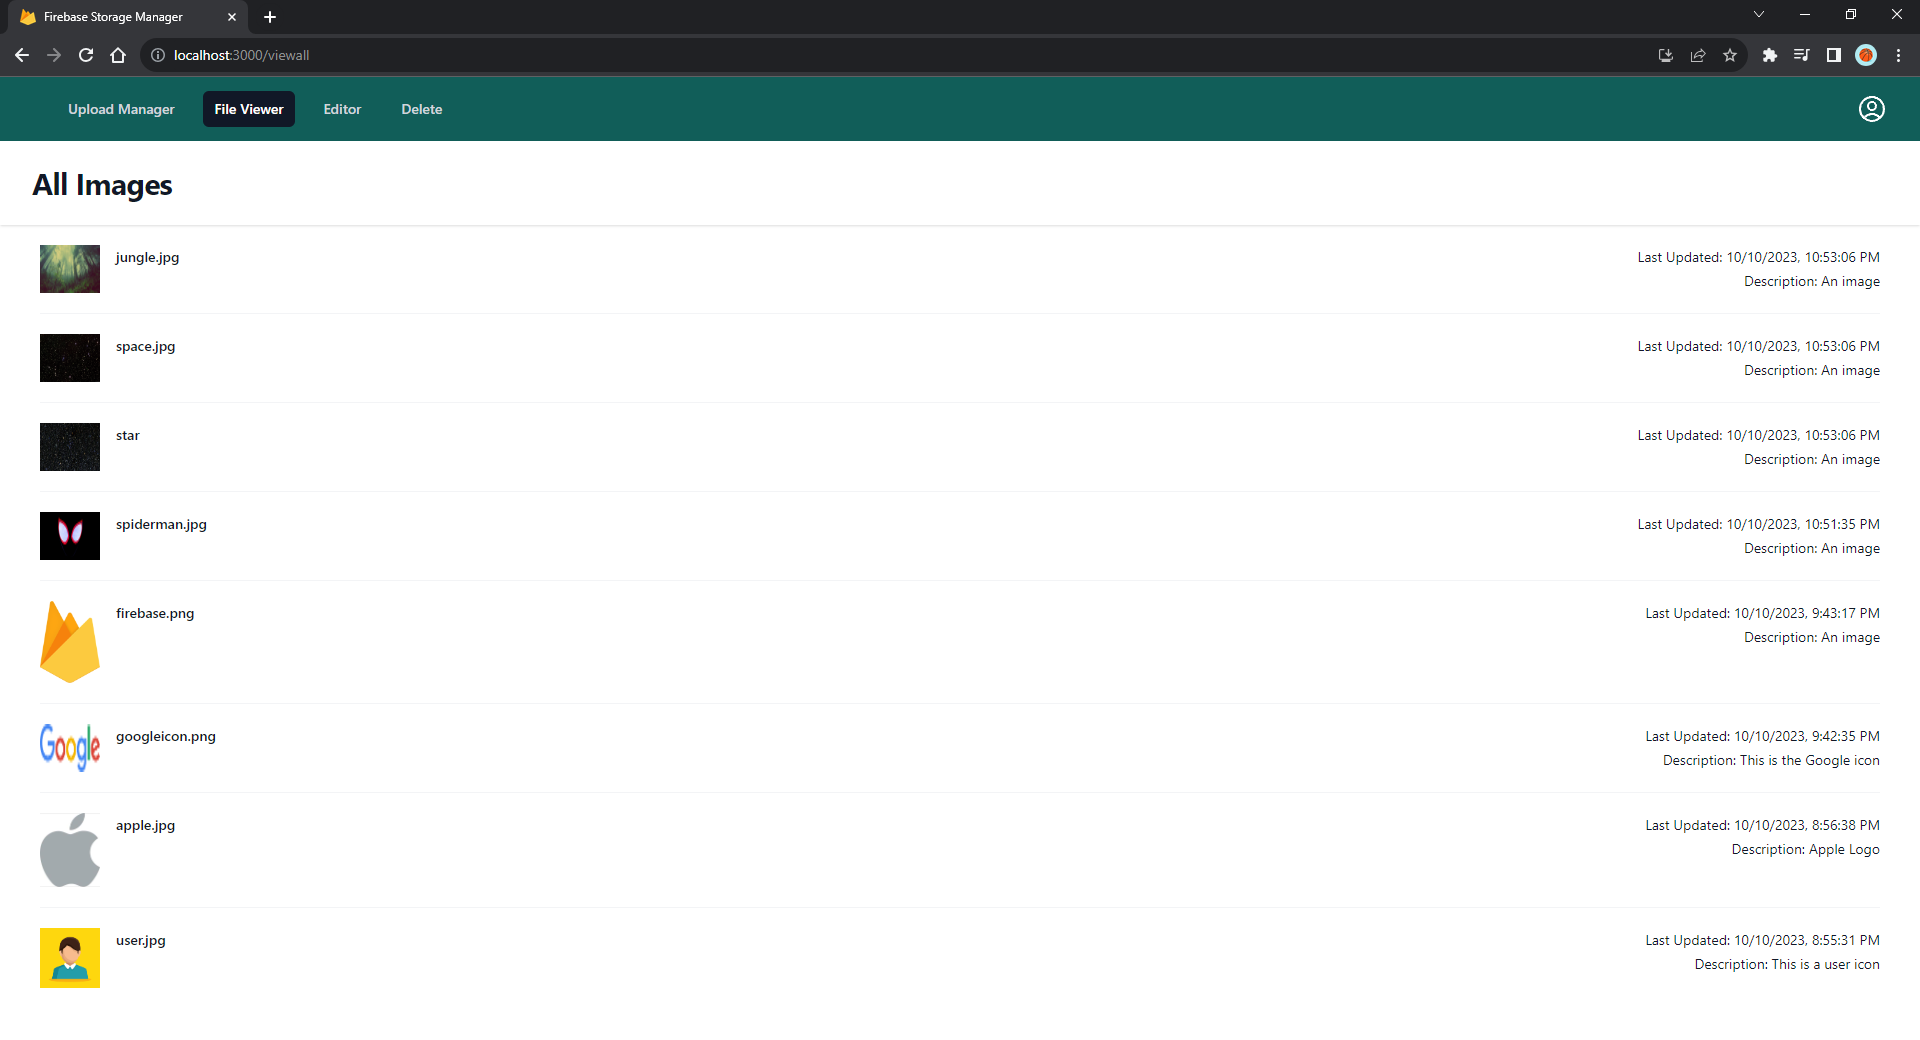 Firebase Storage Manager
localhost:3000/viewall
Upload Manager File Viewer Editor Delete
All Images
jungle.jpg Last Updated: 10/10/2023, 10:53:06 PM
Description: An image
space.jpg Last Updated: 10/10/2023, 10:53:06 PM
Description: An image
star Last Updated: 10/10/2023, 10:53:06 PM
Description: An image
spiderman.jpg Last Updated: 10/10/2023, 10:51:35 PM
Description: An image
firebase.png Last Updated: 10/10/2023, 9:43:17 PM
Description: An image
Google
googleicon.png Last Updated: 10/10/2023, 9:42:35 PM
Description: This is the Google icon
apple.jpg Last Updated: 10/10/2023, 8:56:38 PM
Description: Apple Logo
user.jpg Last Updated: 10/10/2023, 8:55:31 PM
Description: This is a user icon